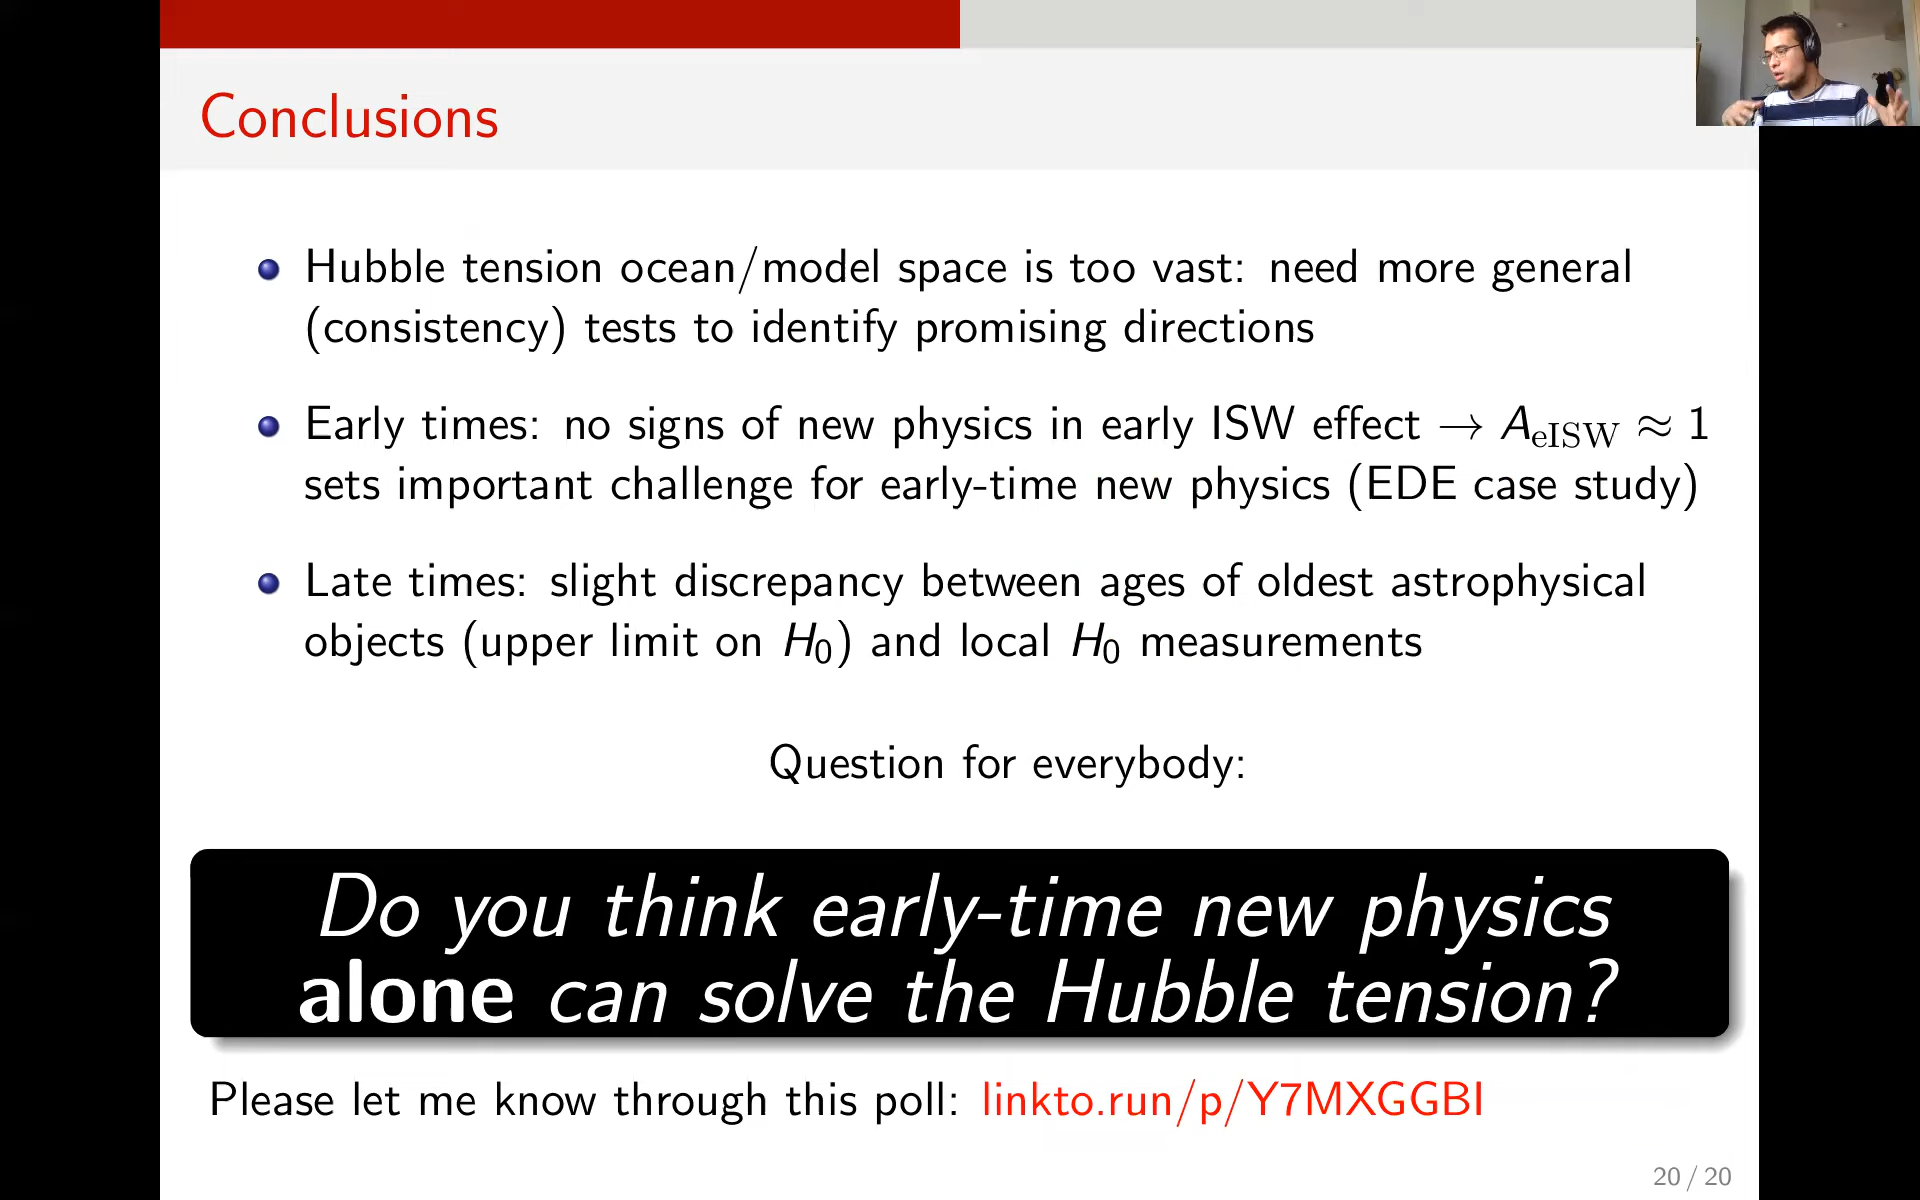 Conclusions
Hubble tension ocean/model space is too vast: need more general
(consistency) tests to identify promising directions
Early times: no signs of new physics in early ISW effect → A_eISW ≈ 1
sets important challenge for early-time new physics (EDE case study)
Late times: slight discrepancy between ages of oldest astrophysical
objects (upper limit on H₀) and local H₀ measurements
Question for everybody:
Do you think early-time new physics
alone can solve the Hubble tension?
Please let me know through this poll: linkto.run/p/Y7MXGGBI
20 / 20